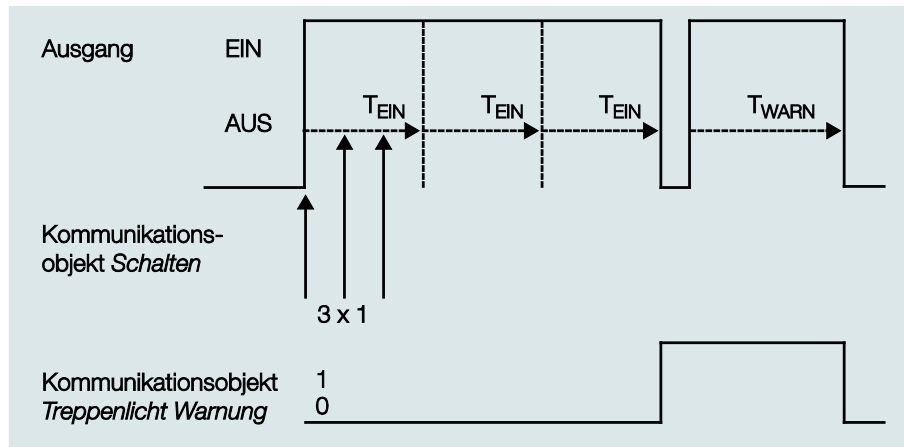 Ausgang EIN
T_EIN T_EIN T_EIN T_WARN
AUS
Kommunikations-
objekt Schalten
3 x 1
Kommunikationsobjekt 1
Treppenlicht Warnung 0